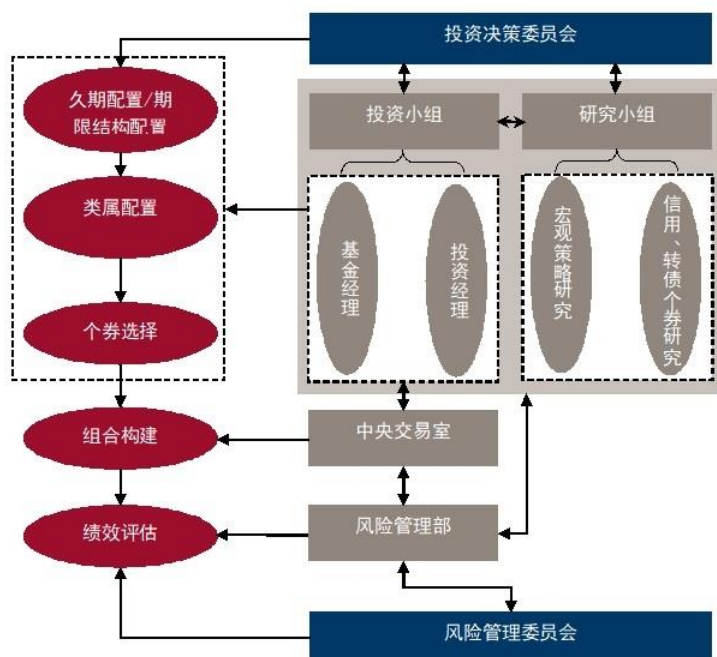 投资决策委员会
久期配置/期
限结构配置
投资小组
研究小组
类属配置
基金经理
投资经理
宏观策略研究
信用、转债个券研究
个券选择
组合构建
中央交易室
绩效评估
风险管理部
风险管理委员会